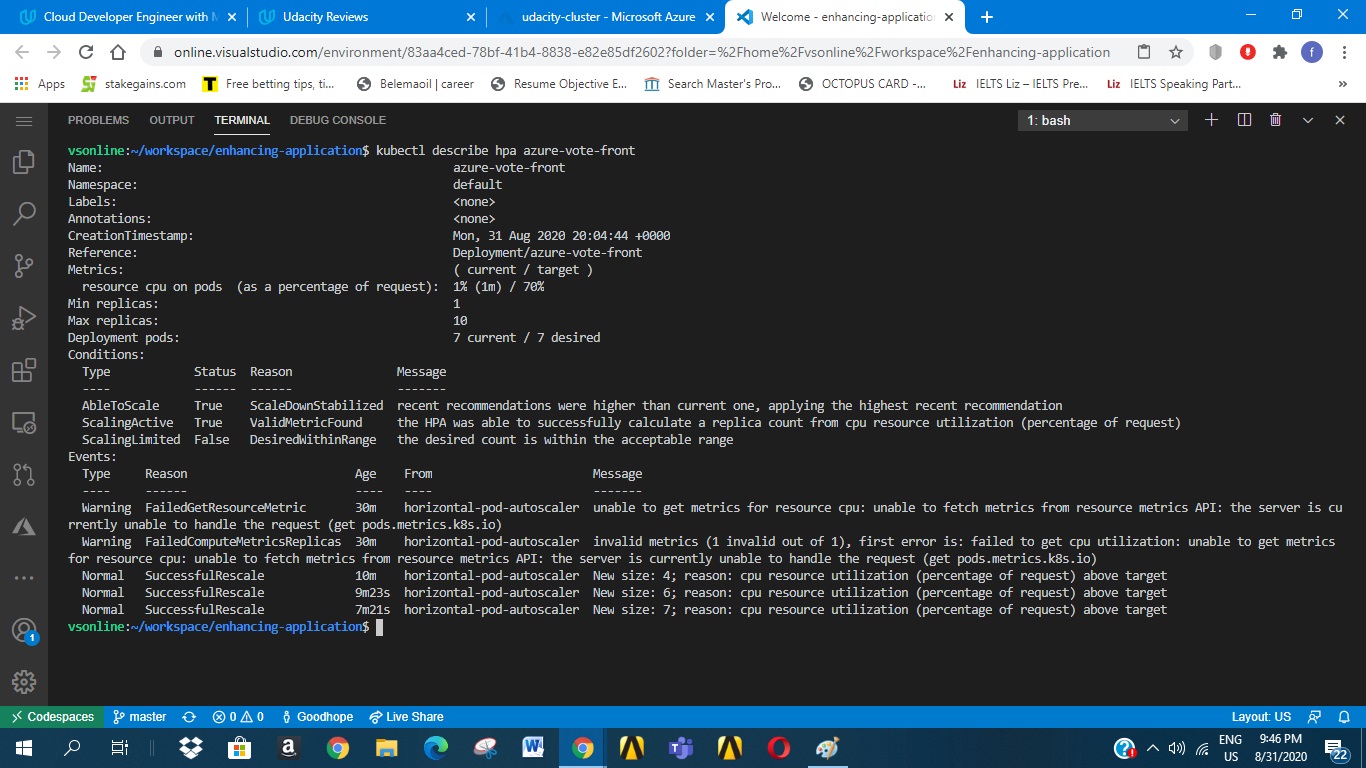 Cloud Developer Engineer with M
Udacity Reviews
udacity-cluster - Microsoft Azure
Welcome - enhancing-application
online.visualstudio.com/environment/83aa4ced-78bf-41b4-8838-e82e85df2602?folder=%2Fhome%2Fvsonline%2Fworkspace%2Fenhancing-application
f
Apps
stakegains.com
Free betting tips, ti...
Belemaoil | career
Resume Objective E...
Search Master's Pro...
OCTOPUS CARD -...
Liz IELTS Liz – IELTS Pre...
Liz IELTS Speaking Part...
»
PROBLEMS OUTPUT TERMINAL DEBUG CONSOLE
1: bash
vsonline:~/workspace/enhancing-application$ kubectl describe hpa azure-vote-front
Name: azure-vote-front
Namespace: default
Labels: <none>
Annotations: <none>
CreationTimestamp: Mon, 31 Aug 2020 20:04:44 +0000
Reference: Deployment/azure-vote-front
Metrics: ( current / target )
resource cpu on pods (as a percentage of request): 1% (1m) / 70%
Min replicas: 1
Max replicas: 10
Deployment pods: 7 current / 7 desired
Conditions:
Type Status Reason Message
---- ------ ------ -------
AbleToScale True ScaleDownStabilized recent recommendations were higher than current one, applying the highest recent recommendation
ScalingActive True ValidMetricFound the HPA was able to successfully calculate a replica count from cpu resource utilization (percentage of request)
ScalingLimited False DesiredWithinRange the desired count is within the acceptable range
Events:
Type Reason Age From Message
---- ------ ---- ---- -------
Warning FailedGetResourceMetric 30m horizontal-pod-autoscaler unable to get metrics for resource cpu: unable to fetch metrics from resource metrics API: the server is cu
rrently unable to handle the request (get pods.metrics.k8s.io)
Warning FailedComputeMetricsReplicas 30m horizontal-pod-autoscaler invalid metrics (1 invalid out of 1), first error is: failed to get cpu utilization: unable to get metrics
for resource cpu: unable to fetch metrics from resource metrics API: the server is currently unable to handle the request (get pods.metrics.k8s.io)
Normal SuccessfulRescale 10m horizontal-pod-autoscaler New size: 4; reason: cpu resource utilization (percentage of request) above target
Normal SuccessfulRescale 9m23s horizontal-pod-autoscaler New size: 6; reason: cpu resource utilization (percentage of request) above target
Normal SuccessfulRescale 7m21s horizontal-pod-autoscaler New size: 7; reason: cpu resource utilization (percentage of request) above target
vsonline:~/workspace/enhancing-application$
1
Codespaces master 0 0 Goodhope Live Share Layout: US
ENG
US
9:46 PM
8/31/2020
22